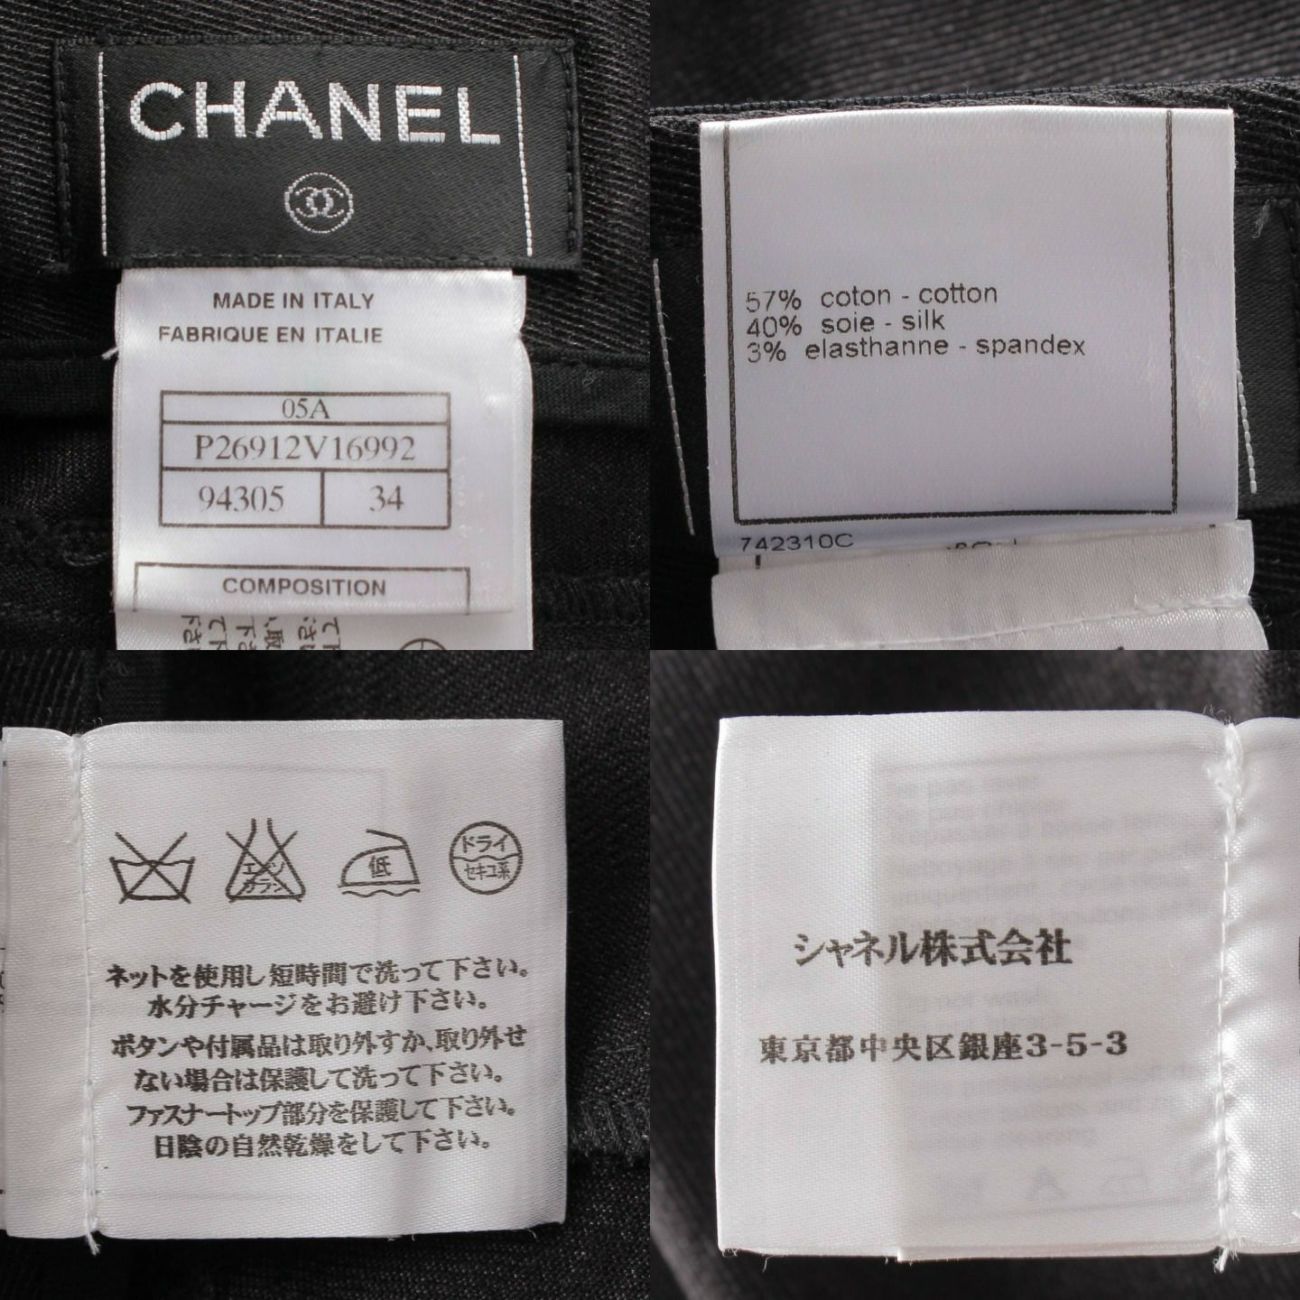 CHANEL
MADE IN ITALY
FABRIQUE EN ITALIE
05A
P26912V16992
94305 34
COMPOSITION
57% coton - cotton
40% soie - silk
3% elasthanne - spandex
742310C
エンソ
サラシ
低
ドライ
セキユ系
ネットを使用し短時間で洗って下さい。
水分チャージをお避け下さい。
ボタンや付属品は取り外すか、取り外せ
ない場合は保護して洗って下さい。
ファスナートップ部分を保護して下さい。
日陰の自然乾燥をして下さい。
シャネル株式会社
東京都中央区銀座3-5-3